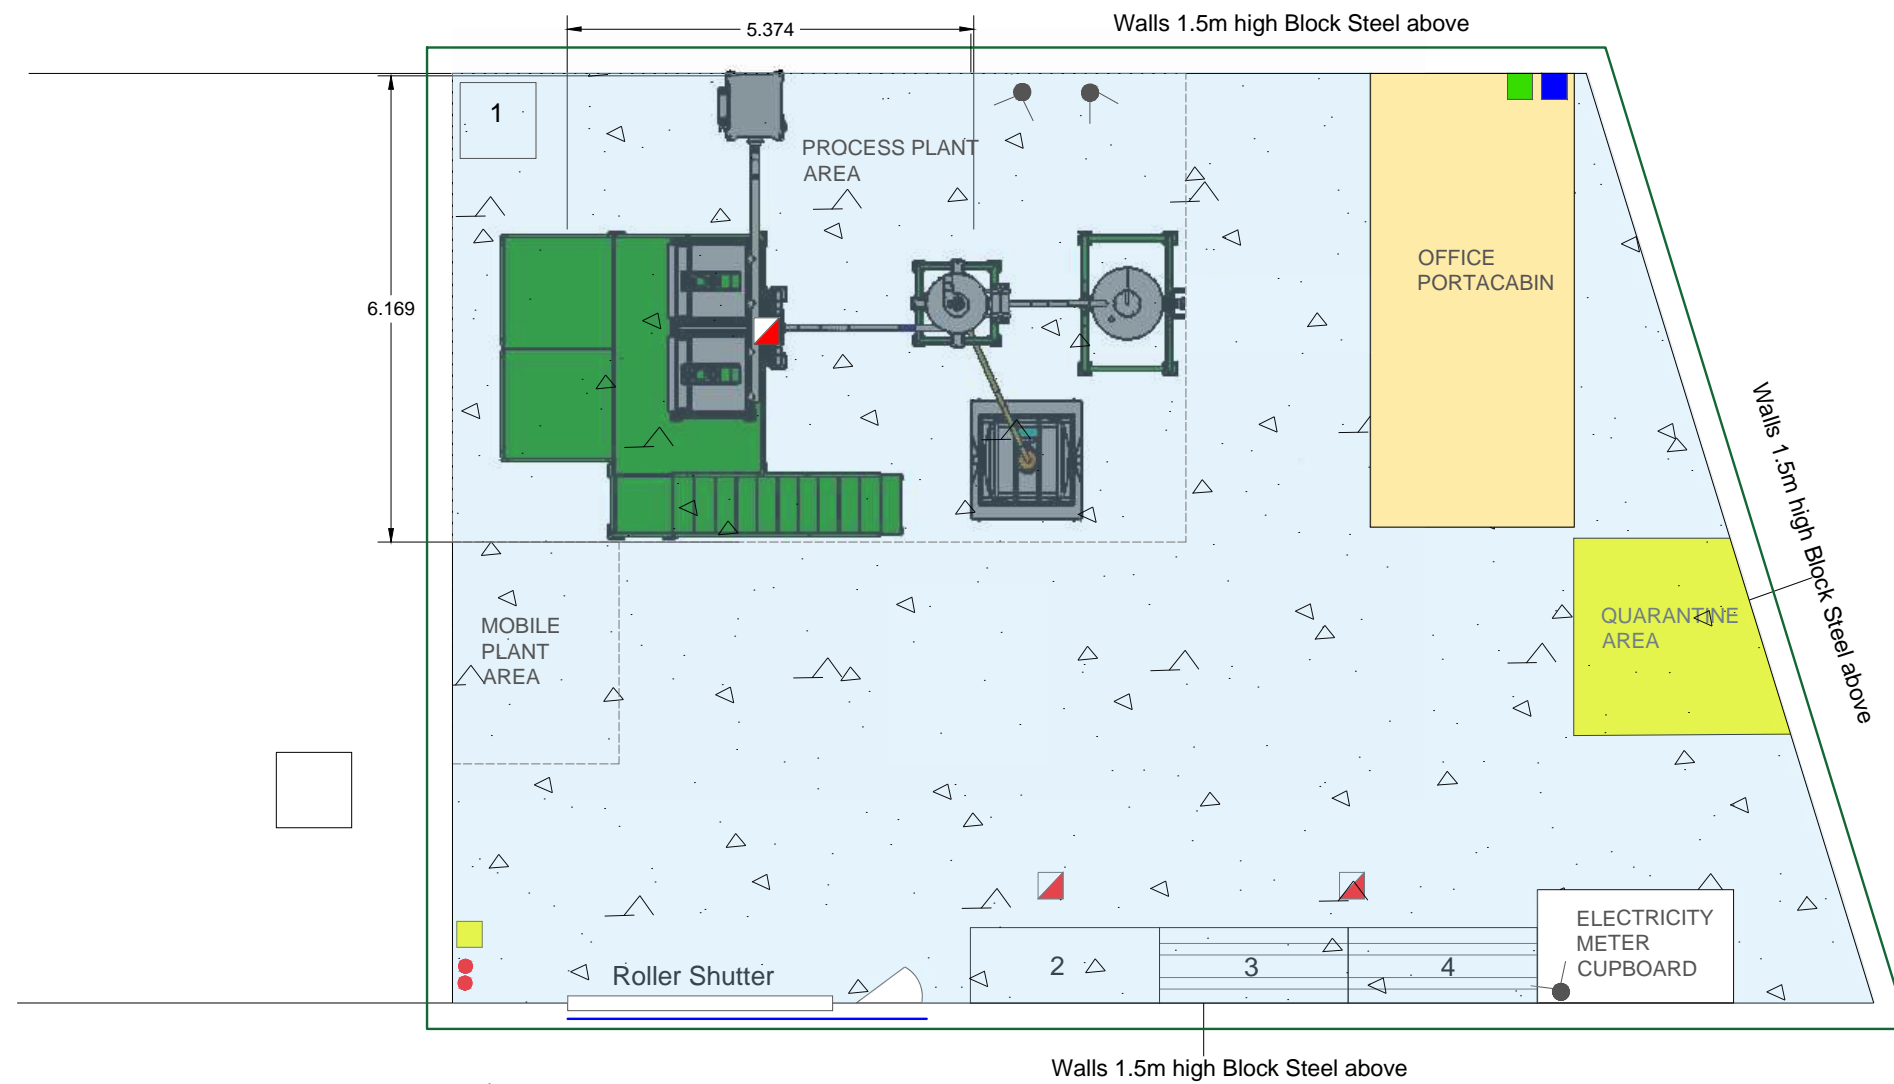 Walls 1.5m high Block Steel above
5.374
1
PROCESS PLANT
AREA
6.169
OFFICE
PORTACABIN
Walls 1.5m high Block Steel above
QUARANTINE
AREA
MOBILE
PLANT
AREA
ELECTRICITY
METER
CUPBOARD
Roller Shutter
2
3
4
Walls 1.5m high Block Steel above